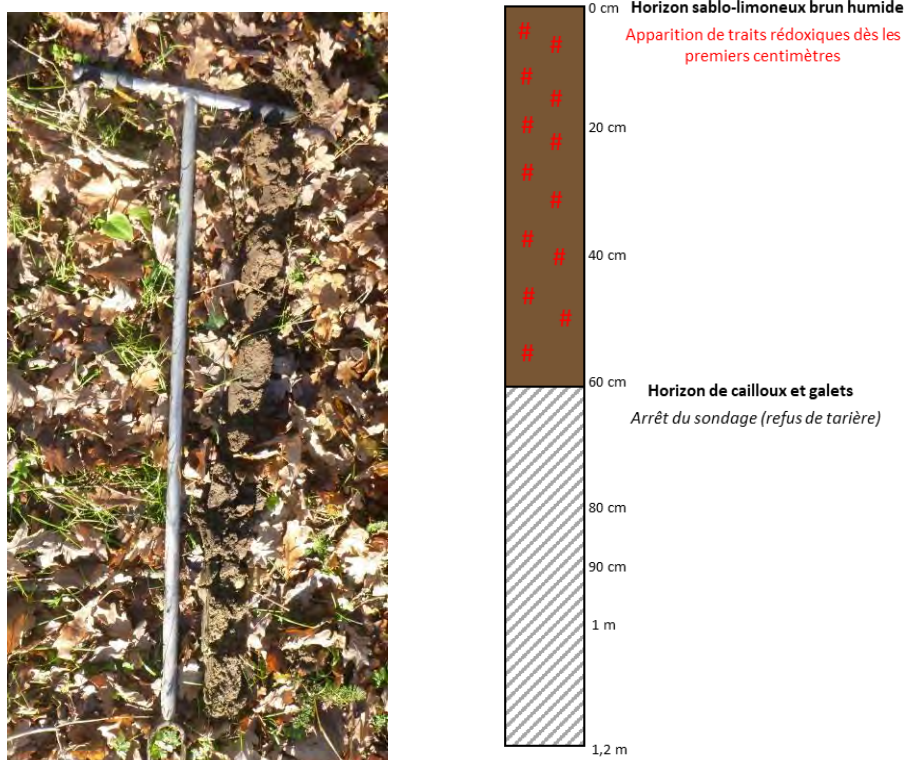 0 cm
Horizon sablo-limoneux brun humide
Apparition de traits rédoxiques dès les
premiers centimètres
#
#
#
#
20 cm
#
#
#
#
#
40 cm
#
#
#
#
60 cm
Horizon de cailloux et galets
Arrêt du sondage (refus de tarière)
80 cm
90 cm
1 m
1,2 m